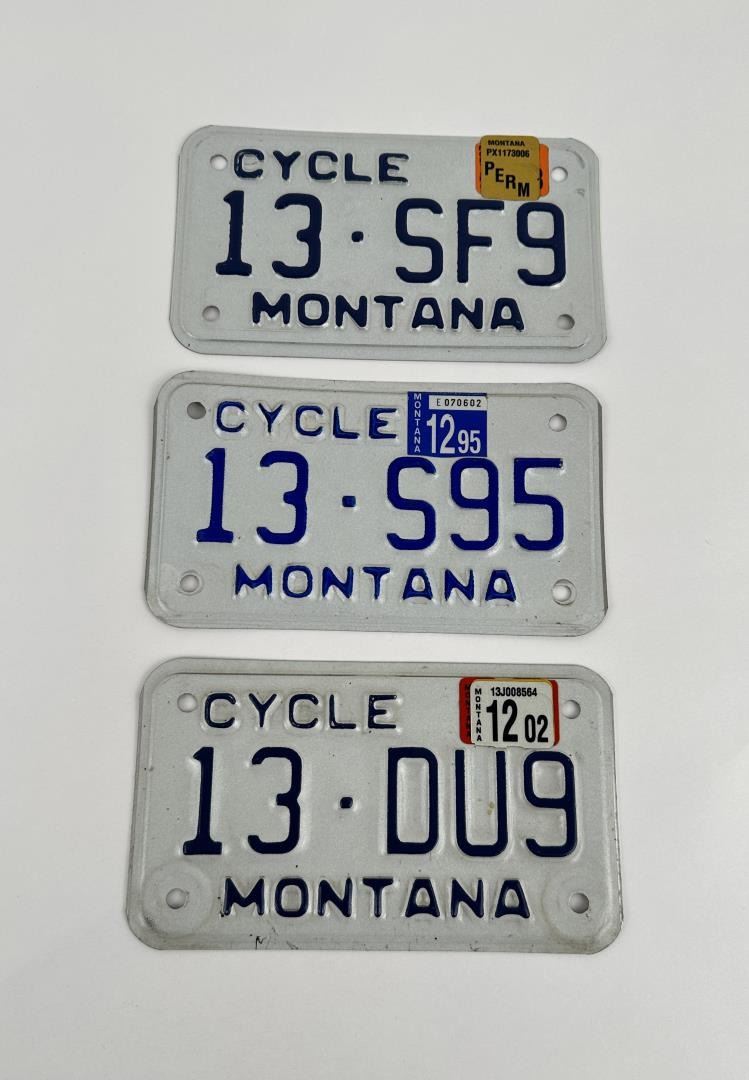 CYCLE
MONTANA
PX1173006
PERM
13·SF9
MONTANA
CYCLE
MONTANA
E 070602
12 95
13·S95
MONTANA
CYCLE
MONTANA
13J008564
12 02
13·DU9
MONTANA